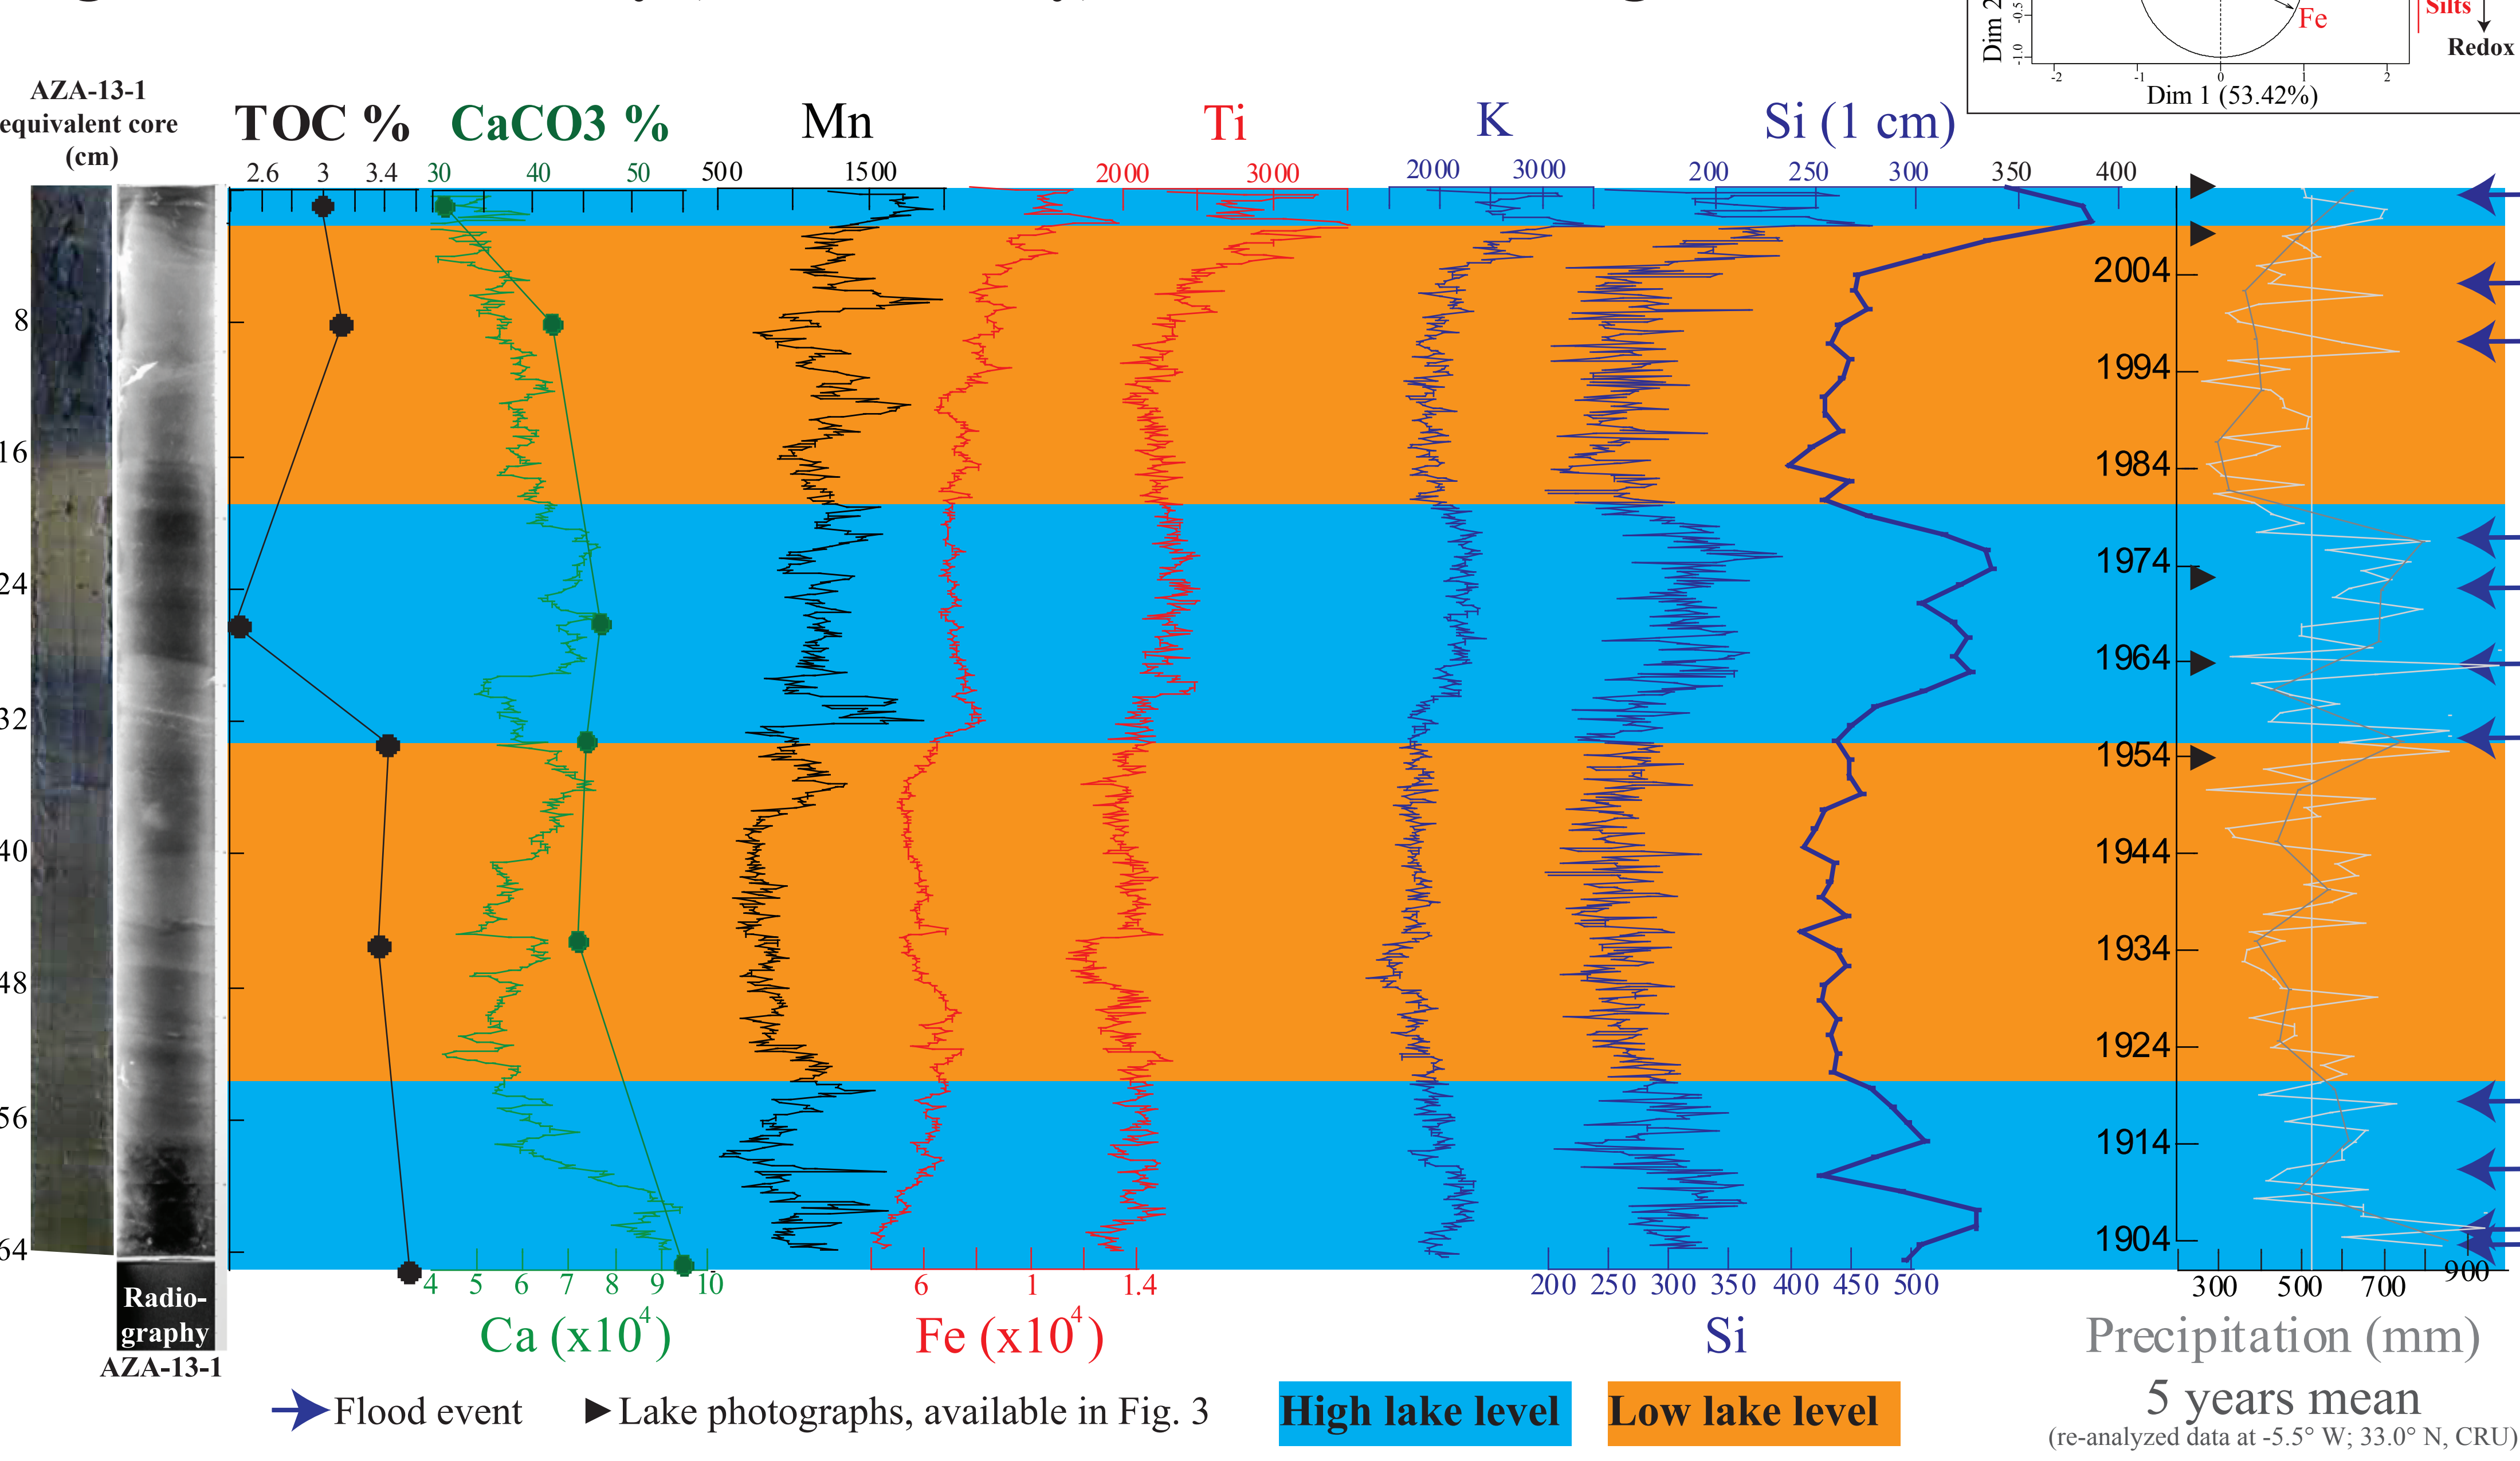 Dim 2
-0.5
-1.0
Fe
Silts
Redox
-2 -1 0 1 2
Dim 1 (53.42%)
AZA-13-1
equivalent core
(cm)
TOC %
CaCO3 %
Mn
Ti
K
Si (1 cm)
2.6 3 3.4
30 40 50
500 1500
2000 3000
2000 3000
200 250 300 350 400
8
16
24
32
40
48
56
64
2004
1994
1984
1974
1964
1954
1944
1934
1924
1914
1904
4 5 6 7 8 9 10
6 1 1.4
200 250 300 350 400 450 500
300 500 700 900
Radio-
graphy
AZA-13-1
Ca (x10⁴)
Fe (x10⁴)
Si
Precipitation (mm)
5 years mean
(re-analyzed data at -5.5° W; 33.0° N, CRU)
Flood event
Lake photographs, available in Fig. 3
High lake level
Low lake level